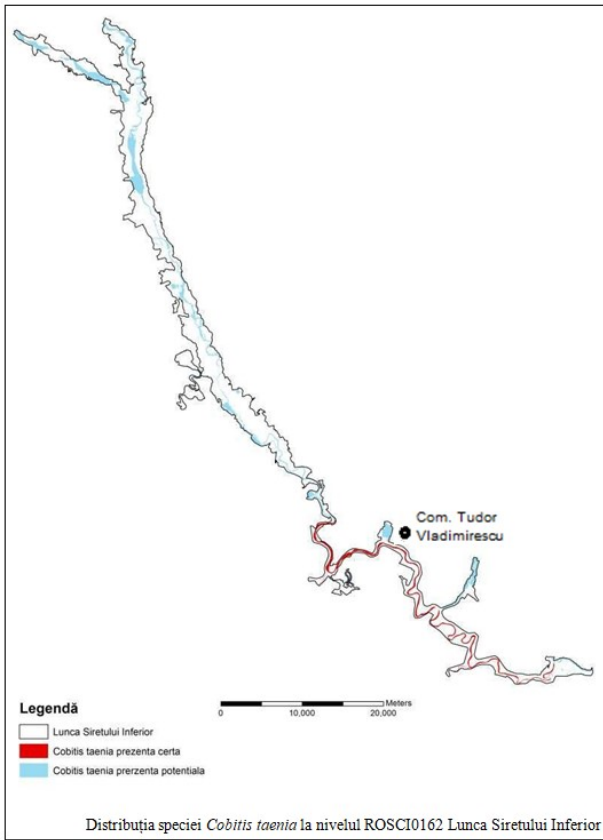 Com. Tudor
Vladimirescu
Legendă
Meters
0 10,000 20,000
Lunca Siretului Inferior
Cobitis taenia prezenta certa
Cobitis taenia prerzenta potentiala
Distribuția speciei Cobitis taenia la nivelul ROSCI0162 Lunca Siretului Inferior